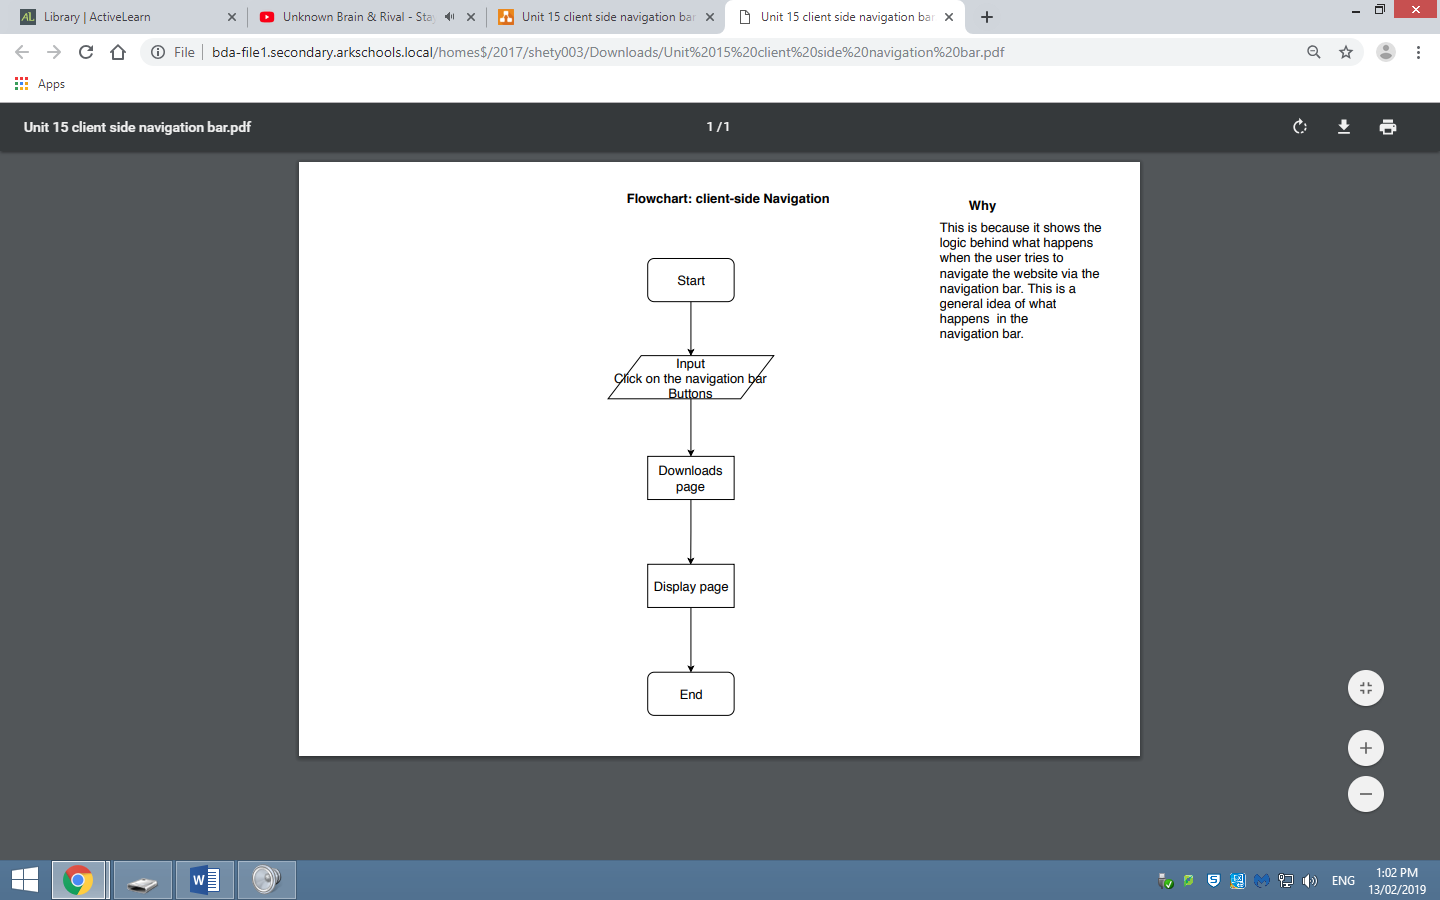 Library | ActiveLearn
Unknown Brain & Rival - Stay
Unit 15 client side navigation bar
Unit 15 client side navigation bar
File
bda-file1.secondary.arkschools.local/homes$/2017/shety003/Downloads/Unit%2015%20client%20side%20navigation%20bar.pdf
Apps
Unit 15 client side navigation bar.pdf
1 / 1
Flowchart: client-side Navigation
Why
This is because it shows the
logic behind what happens
when the user tries to
navigate the website via the
navigation bar. This is a
general idea of what
happens in the
navigation bar.
Start
Input
Click on the navigation bar
Buttons
Downloads
page
Display page
End
ENG
1:02 PM
13/02/2019